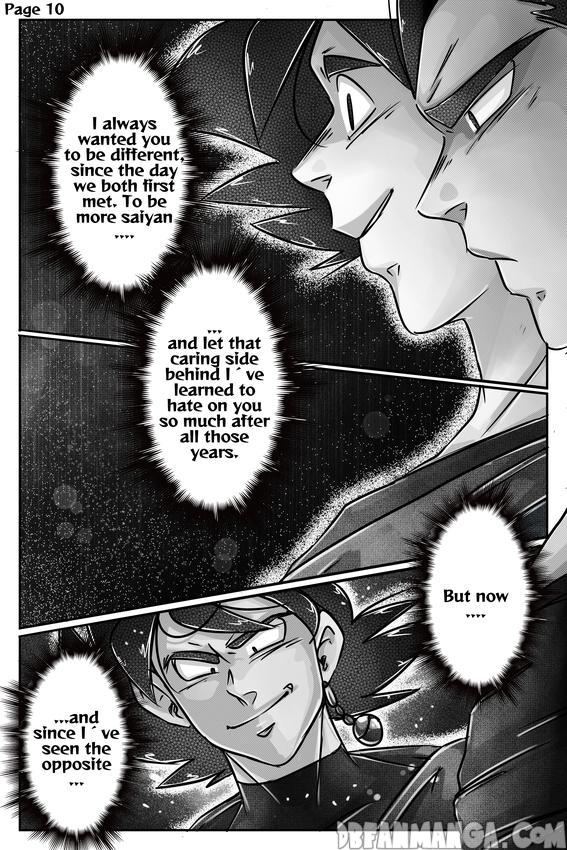 Page 10
I always
wanted you
to be different,
since the day
we both first
met. To be
more saiyan
....
...
and let that
caring side
behind I´ve
learned to
hate on you
so much after
all those
years.
But now
....
...and
since I´ve
seen the
opposite
...
DBFANMANGA.COM